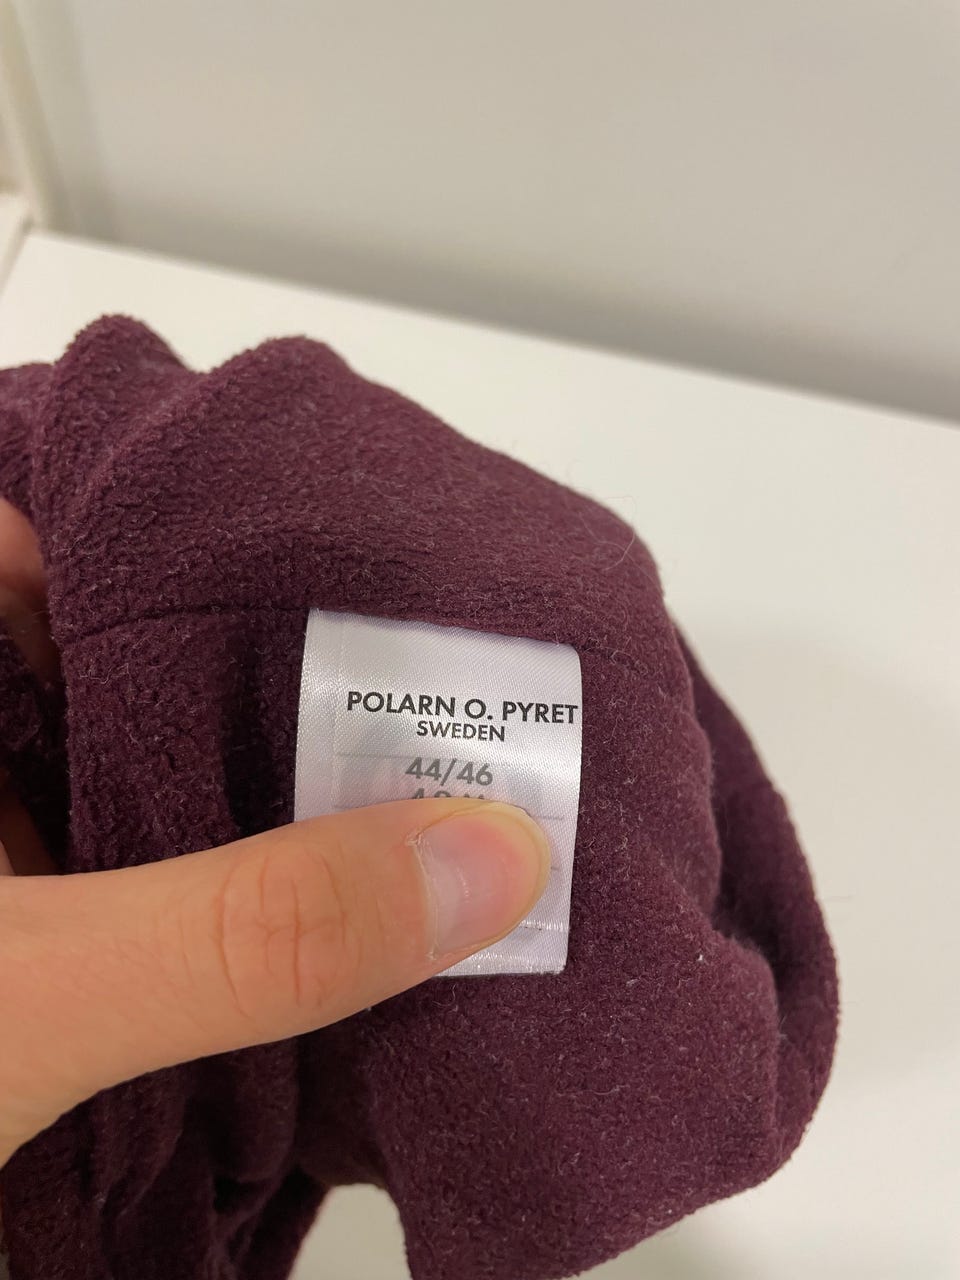 POLARN O. PYRET
SWEDEN
44/46